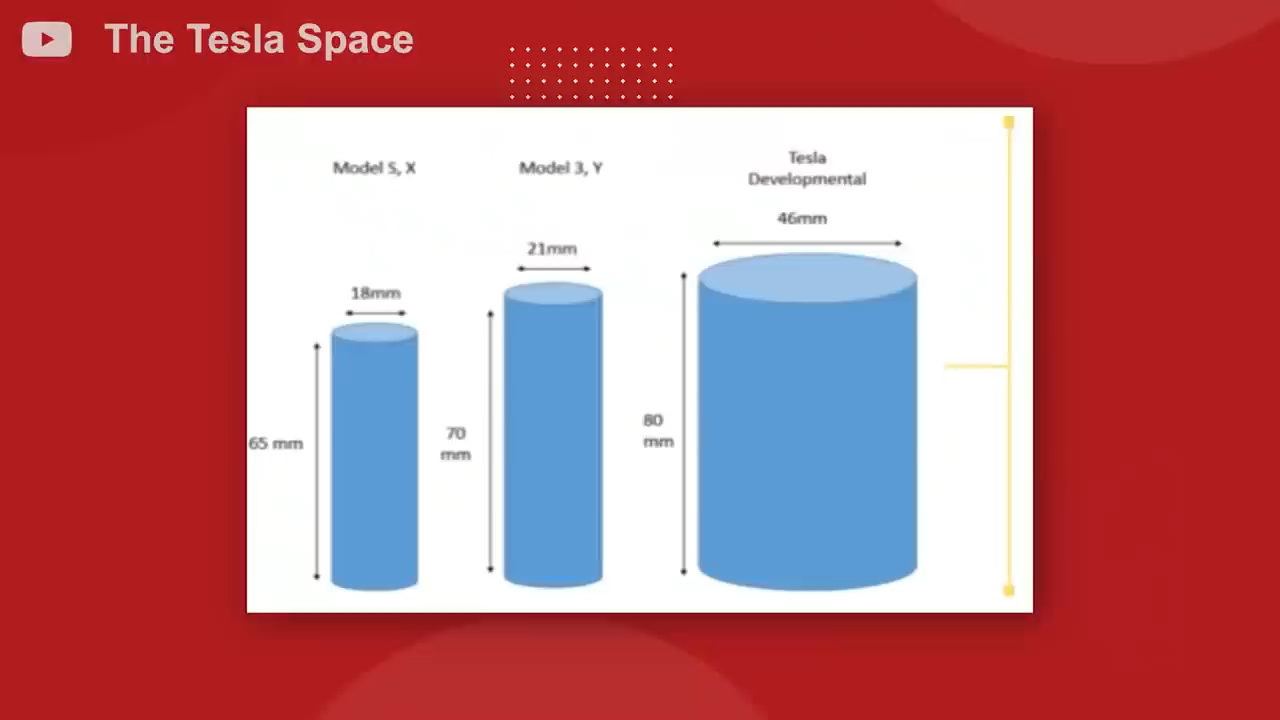 The Tesla Space
Model S, X
Model 3, Y
Tesla
Developmental
46mm
21mm
18mm
65 mm
70
mm
80
mm